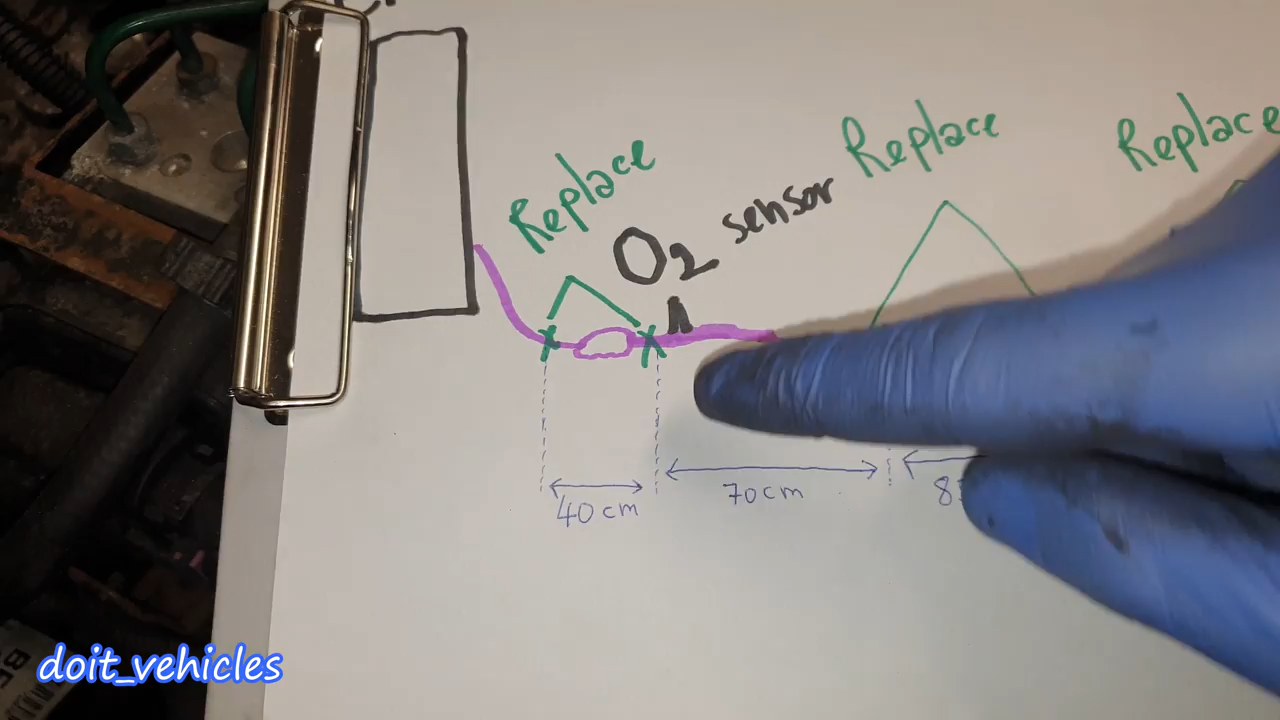 Replace
Replace
Replace
O2 sensor
40 cm
70 cm
doit_vehicles